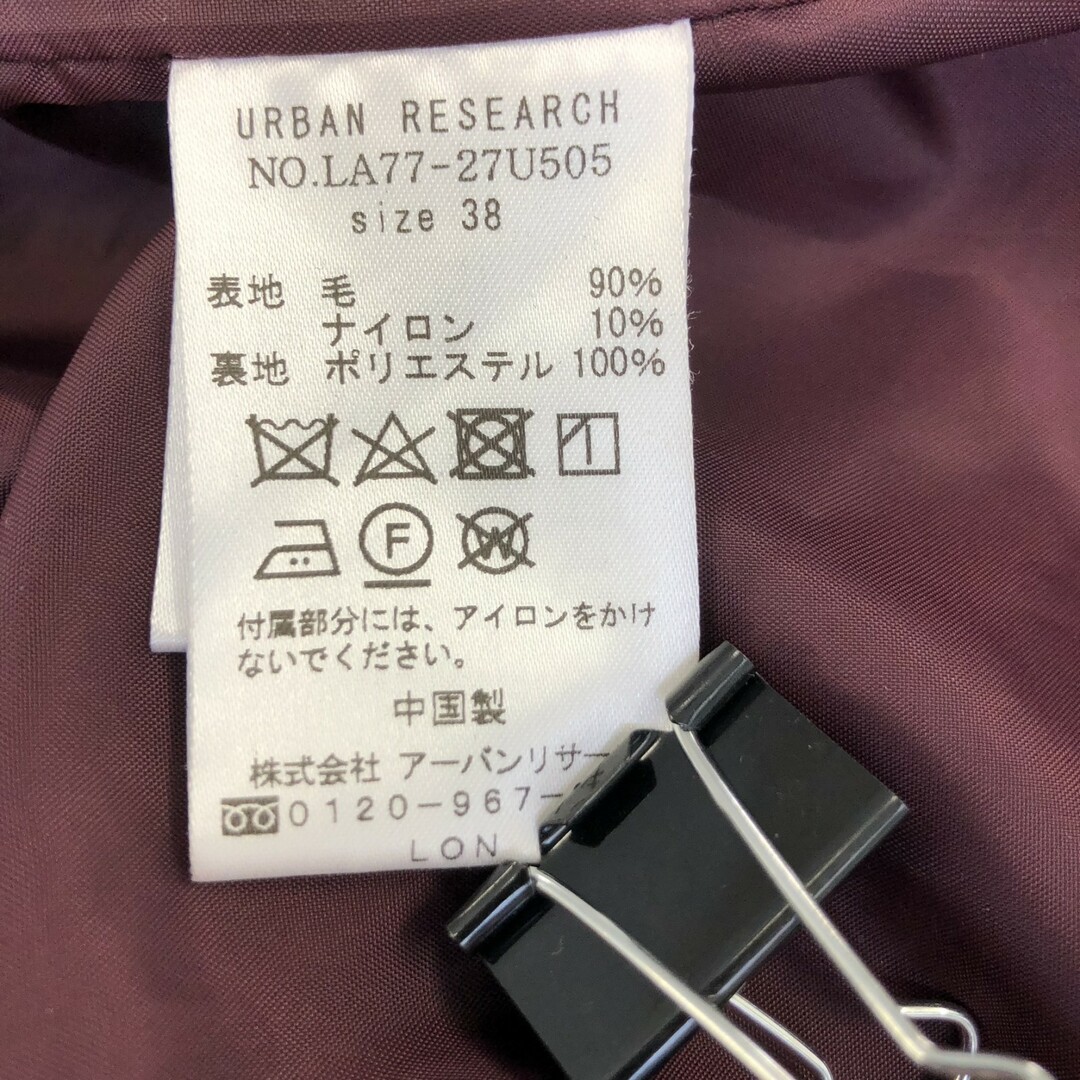 URBAN RESEARCH
NO.LA77-27U505
size 38
表地 毛 90%
ナイロン 10%
裏地 ポリエステル 100%
F W
付属部分には、アイロンをかけ
ないでください。
中国製
株式会社 アーバンリサー
0120-967-
LON